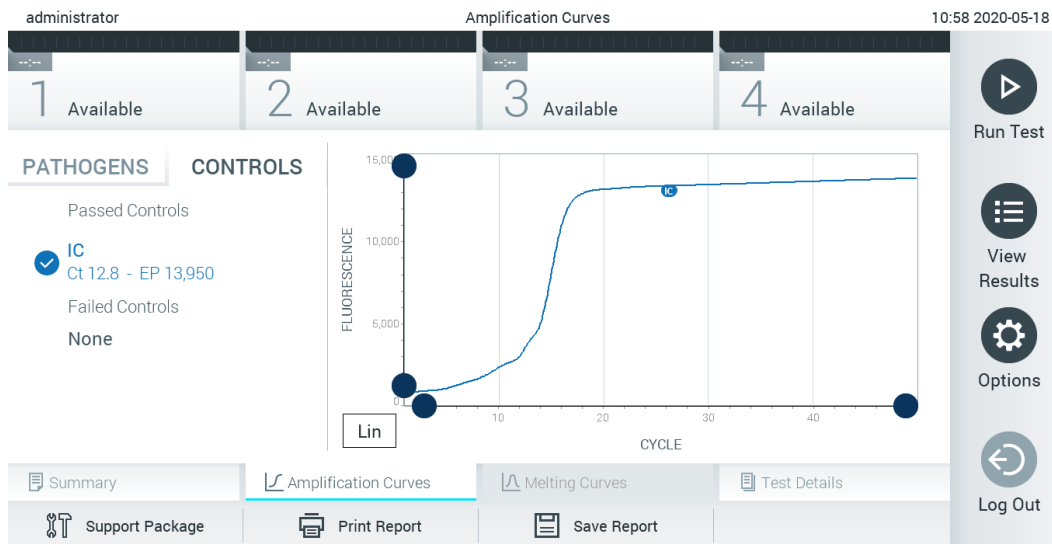 administrator
Amplification Curves
10:58 2020-05-18
--:--
1 Available
--:--
2 Available
--:--
3 Available
--:--
4 Available
Run Test
View
Results
Options
Log Out
PATHOGENS
CONTROLS
Passed Controls
IC
Ct 12.8 - EP 13,950
Failed Controls
None
FLUORESCENCE
10,000
5,000
0
IC
10
20
30
40
CYCLE
Lin
Summary
Amplification Curves
Melting Curves
Test Details
Support Package
Print Report
Save Report